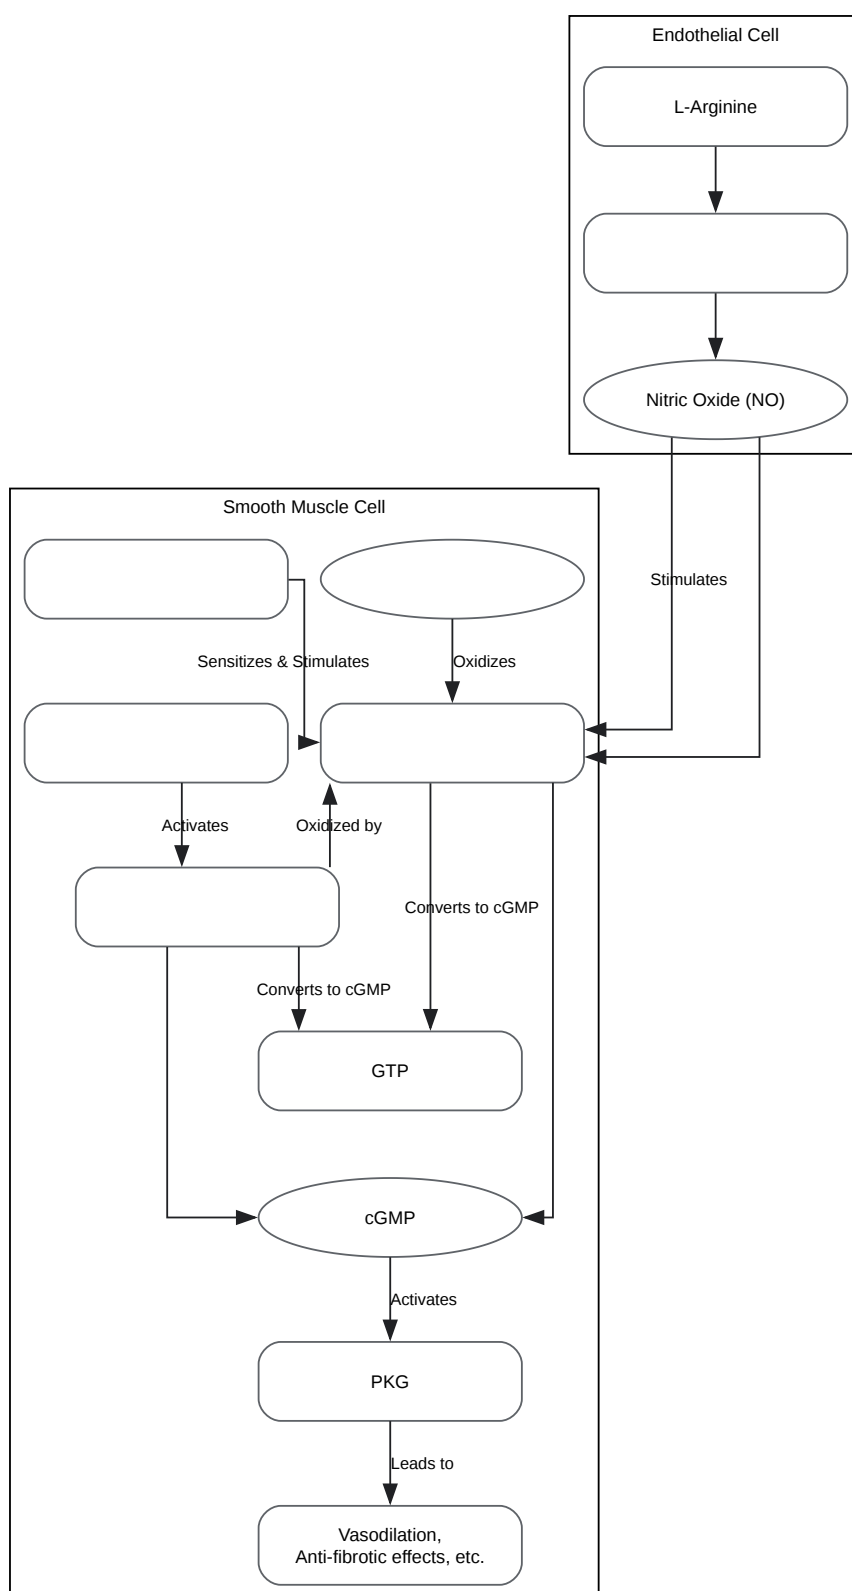 Endothelial Cell
L-Arginine
Nitric Oxide (NO)
Smooth Muscle Cell
Stimulates
Sensitizes & Stimulates
Oxidizes
Activates
Oxidized by
Converts to cGMP
Converts to cGMP
GTP
cGMP
Activates
PKG
Leads to
Vasodilation,
Anti-fibrotic effects, etc.